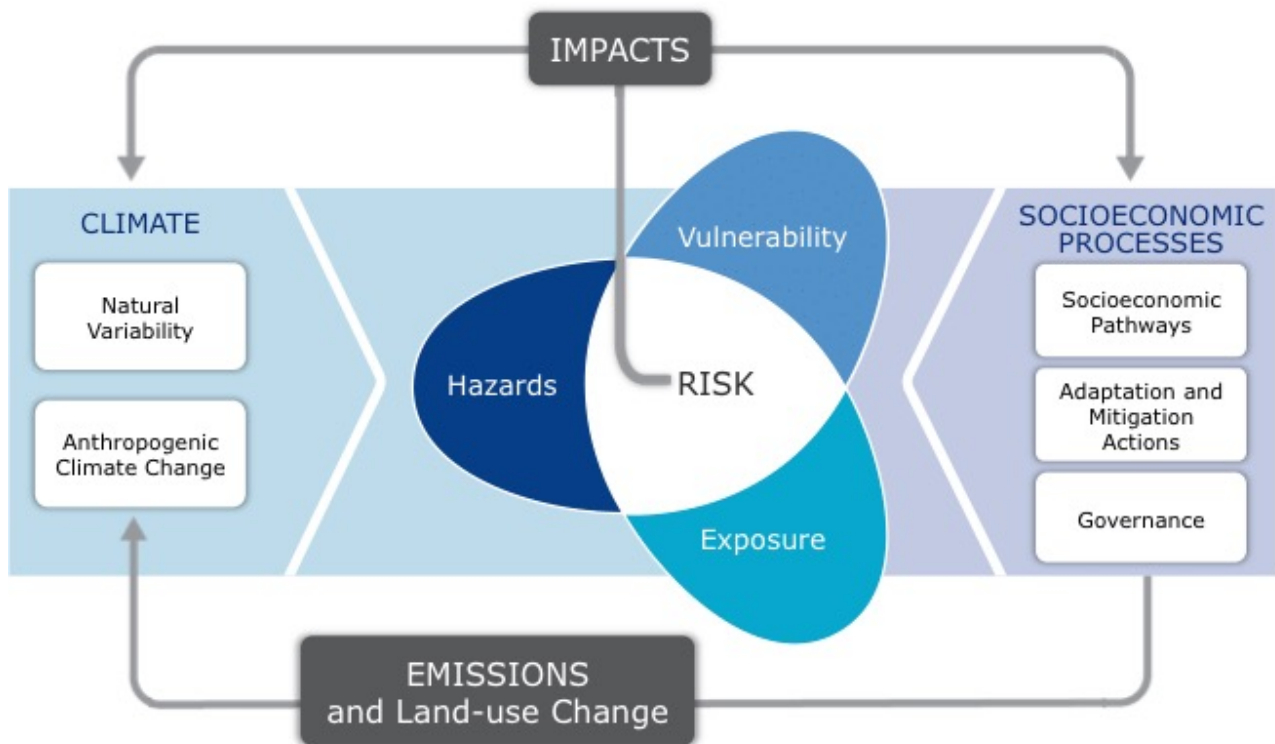 IMPACTS
CLIMATE
Natural
Variability
Anthropogenic
Climate Change
Vulnerability
Hazards
RISK
Exposure
SOCIOECONOMIC
PROCESSES
Socioeconomic
Pathways
Adaptation and
Mitigation
Actions
Governance
EMISSIONS
and Land-use Change